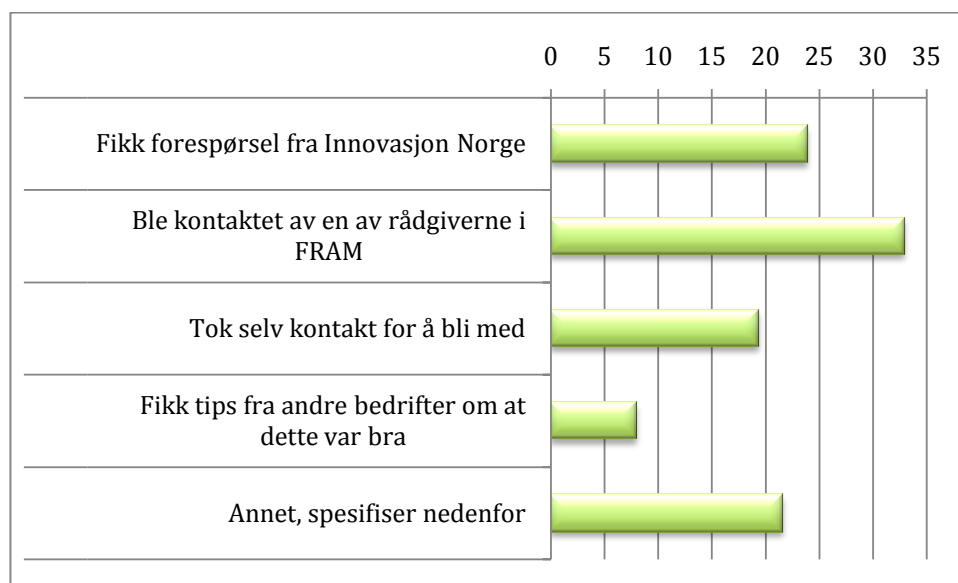 0 5 10 15 20 25 30 35
Fikk forespørsel fra Innovasjon Norge
Ble kontaktet av en av rådgiverne i
FRAM
Tok selv kontakt for å bli med
Fikk tips fra andre bedrifter om at
dette var bra
Annet, spesifiser nedenfor